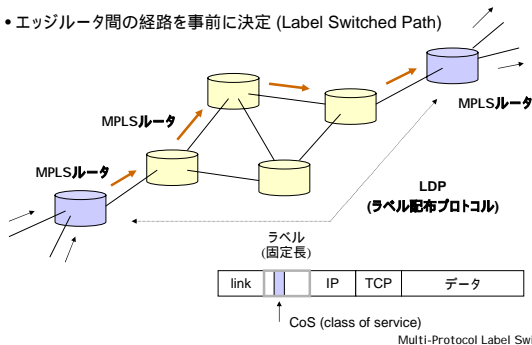 • エッジルータ間の経路を事前に決定 (Label Switched Path)
MPLSルータ
MPLSルータ
MPLSルータ
LDP
(ラベル配布プロトコル)
ラベル
(固定長)
link
IP
TCP
データ
CoS (class of service)
Multi-Protocol Label Swi